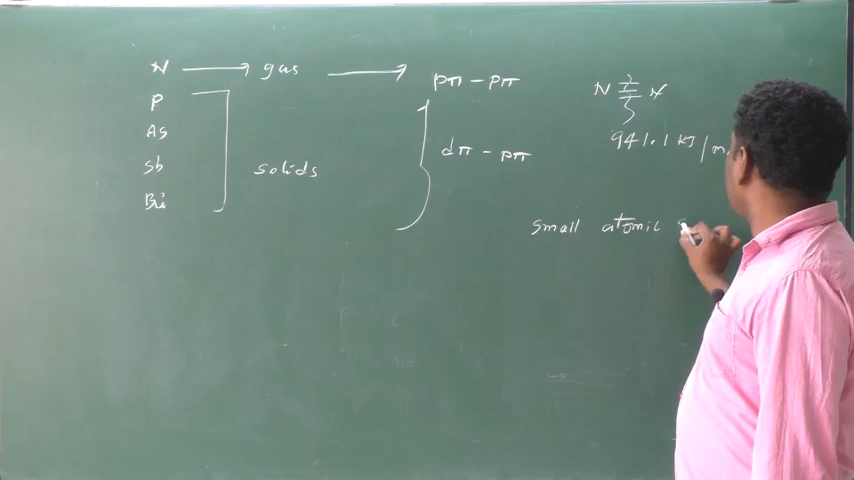 N → gas → pπ - pπ
N ≡ N
P
As
Sb
Bi
solids
dπ - pπ
941.1 KJ/m
small atomic s